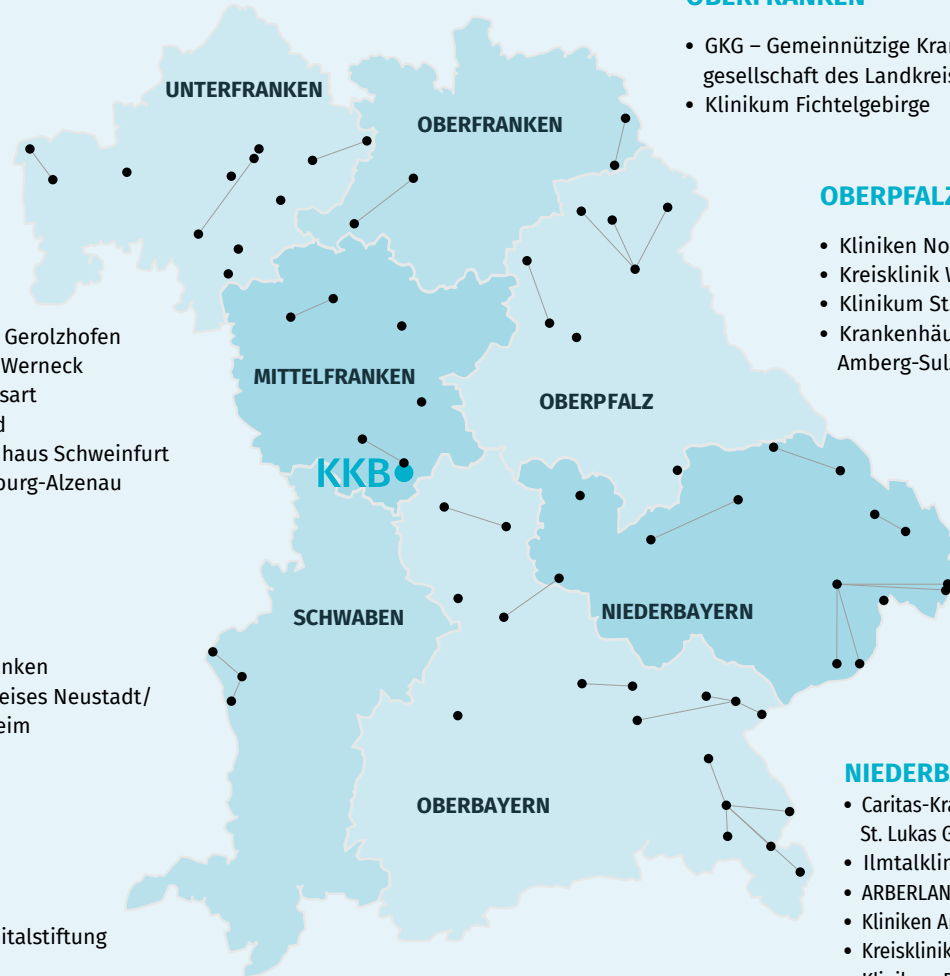 OBERFRANKEN
• GKG – Gemeinnützige Kra
gesellschaft des Landkreis
• Klinikum Fichtelgebirge
UNTERFRANKEN
OBERFRANKEN
OBERPFALZ
• Kliniken No
• Kreisklinik
• Klinikum St
• Krankenhäu
Amberg-Sul
Gerolzhofen
Werneck
sart
haus Schweinfurt
burg-Alzenau
MITTELFRANKEN
OBERPFALZ
KKB
SCHWABEN
NIEDERBAYERN
nken
eises Neustadt/
eim
OBERBAYERN
NIEDERB
• Caritas-Kra
St. Lukas G
• Ilmtalklin
• ARBERLAN
• Kliniken A
• Kreisklinik
italstiftung